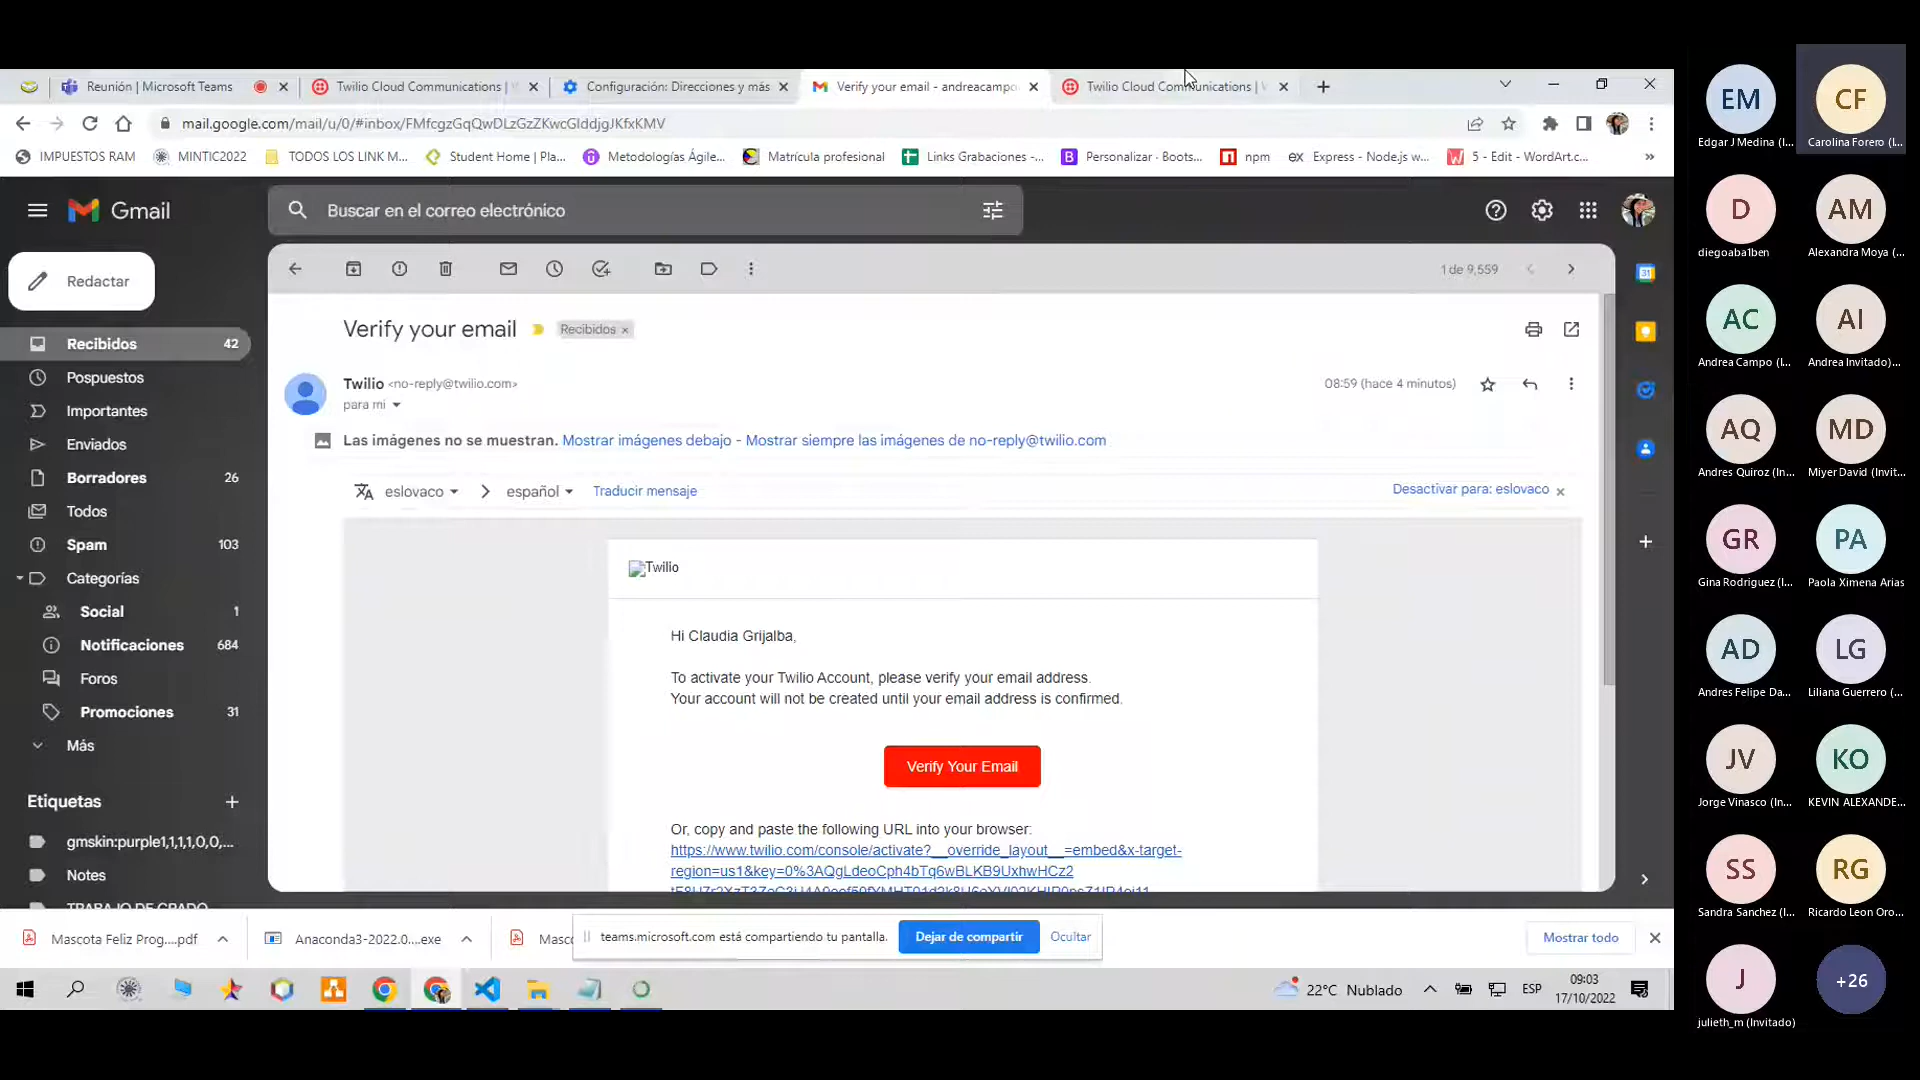 Reunión | Microsoft Teams
Twilio Cloud Communications |
Configuración: Direcciones y más
Verify your email - andreacampo
Twilio Cloud Communications |
mail.google.com/mail/u/0/#inbox/FMfcgzGqQwDLzGzZKwcGlddjgJKfxKMV
IMPUESTOS RAM
MINTIC2022
TODOS LOS LINK M...
Student Home | Pla...
Metodologías Ágile...
Matrícula profesional
Links Grabaciones -...
Personalizar · Boots...
npm
ex Express - Node.js w...
5 - Edit - WordArt.c...
Gmail
Buscar en el correo electrónico
Redactar
1 de 9,559
Recibidos 42
Pospuestos
Importantes
Enviados
Borradores 26
Todos
Spam 103
Categorías
Social 1
Notificaciones 684
Foros
Promociones 31
Más
Etiquetas
gmskin:purple1,1,1,1,0,0,...
Notes
TRABAJO DE GRADO
Verify your email
Recibidos ×
Twilio <no-reply@twilio.com>
08:59 (hace 4 minutos)
para mi
Las imágenes no se muestran. Mostrar imágenes debajo - Mostrar siempre las imágenes de no-reply@twilio.com
eslovaco > español Traducir mensaje
Desactivar para: eslovaco ×
Twilio
Hi Claudia Grijalba,
To activate your Twilio Account, please verify your email address.
Your account will not be created until your email address is confirmed.
Verify Your Email
Or, copy and paste the following URL into your browser:
https://www.twilio.com/console/activate?__override_layout__=embed&x-target-
region=us1&key=0%3AQgLdeoCph4bTq6wBLKB9UxhwHCz2
31
Mascota Feliz Prog....pdf
Anaconda3-2022.0....exe
Masc
teams.microsoft.com está compartiendo tu pantalla.
Dejar de compartir
Ocultar
Mostrar todo
22°C Nublado
ESP
09:03
17/10/2022
EM
Edgar J Medina (I...
CF
Carolina Forero (I...
D
diegoaba1ben
AM
Alexandra Moya (...
AC
Andrea Campo (I...
AI
Andrea Invitado)...
AQ
Andres Quiroz (In...
MD
Miyer David (Invit...
GR
Gina Rodriguez (I...
PA
Paola Ximena Arias
AD
Andres Felipe Da...
LG
Liliana Guerrero (...
JV
Jorge Vinasco (In...
KO
KEVIN ALEXANDE...
SS
Sandra Sanchez (I...
RG
Ricardo Leon Oro...
J
julieth_m (Invitado)
+26